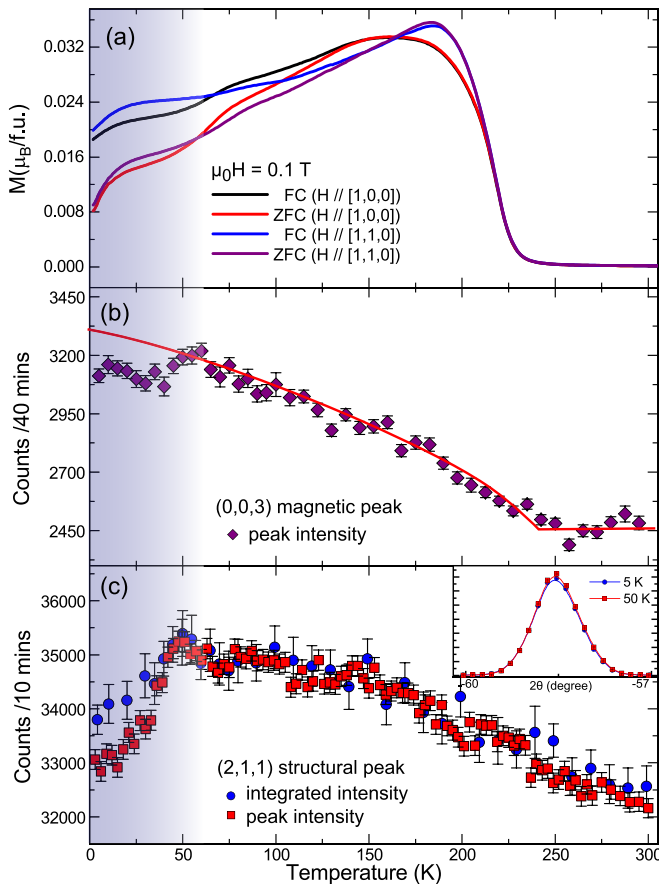 (a)
0.032
0.024
0.016
0.008
0.000
M(μB/f.u.)
μ0H = 0.1 T
FC (H // [1,0,0])
ZFC (H // [1,0,0])
FC (H // [1,1,0])
ZFC (H // [1,1,0])
(b)
3450
3200
2950
2700
2450
Counts /40 mins
(0,0,3) magnetic peak
peak intensity
(c)
36000
35000
34000
33000
32000
Counts /10 mins
5 K
50 K
-60
2θ (degree)
-57
(2,1,1) structural peak
integrated intensity
peak intensity
0 50 100 150 200 250 300
Temperature (K)